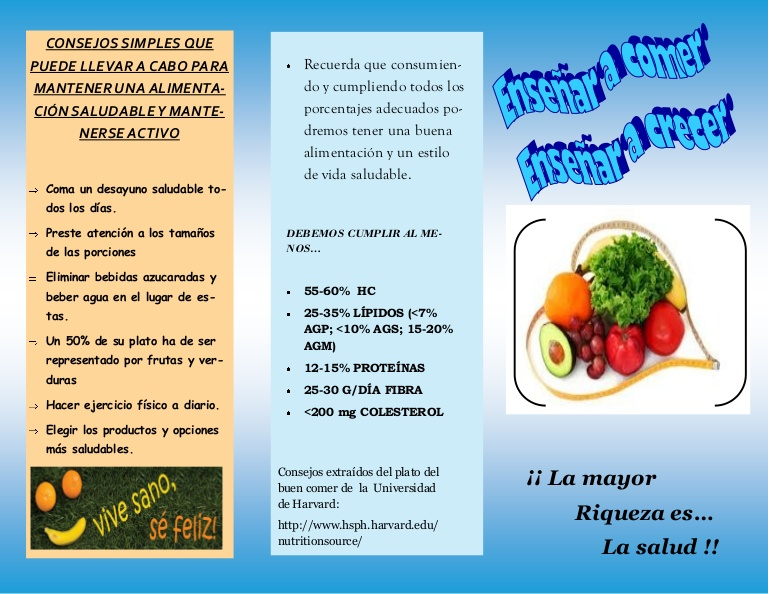 CONSEJOS SIMPLES QUE
PUEDE LLEVAR A CABO PARA
MANTENER UNA ALIMENTA-
CIÓN SALUDABLE Y MANTE-
NERSE ACTIVO
→ Coma un desayuno saludable to-
dos los días.
→ Preste atención a los tamaños
de las porciones
→ Eliminar bebidas azucaradas y
beber agua en el lugar de es-
tas.
→ Un 50% de su plato ha de ser
representado por frutas y ver-
duras
→ Hacer ejercicio físico a diario.
→ Elegir los productos y opciones
más saludables.
vive sano,
sé feliz!
• Recuerda que consumien-
do y cumpliendo todos los
porcentajes adecuados po-
dremos tener una buena
alimentación y un estilo
de vida saludable.
DEBEMOS CUMPLIR AL ME-
NOS...
• 55-60% HC
• 25-35% LÍPIDOS (<7%
AGP; <10% AGS; 15-20%
AGM)
• 12-15% PROTEÍNAS
• 25-30 G/DÍA FIBRA
• <200 mg COLESTEROL
Consejos extraídos del plato del
buen comer de la Universidad
de Harvard:
http://www.hsph.harvard.edu/
nutritionsource/
Enseñar a comer
Enseñar a crecer
¡¡ La mayor
Riqueza es...
La salud !!